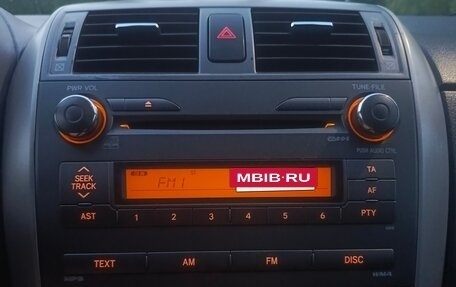 PWR VOL
TUNE/FILE
PUSH AUDIO CTRL
SEEK
TRACK
TA
AF
FM1
MBIB·RU
AST
1 2 3 4 5 6
PTY
TEXT AM FM DISC
MP3
WMA